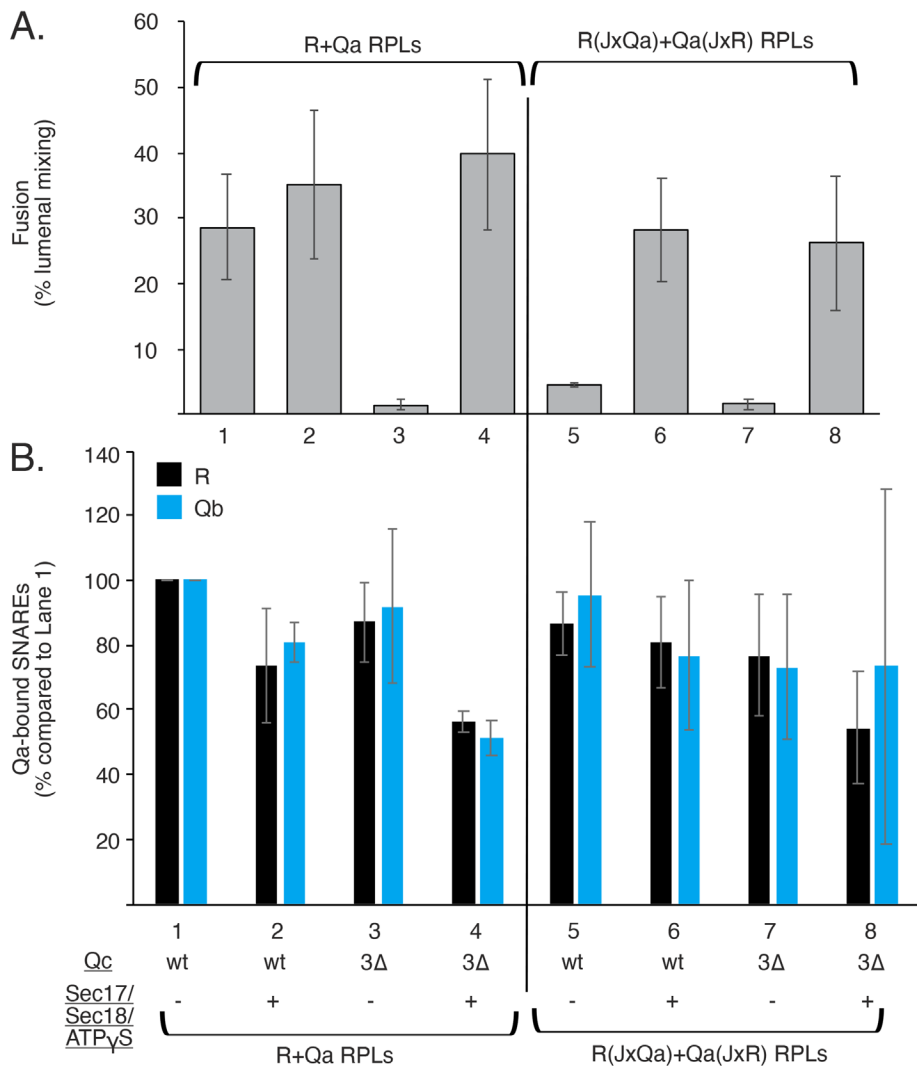 A.
R+Qa RPLs
R(JxQa)+Qa(JxR) RPLs
Fusion
(% lumenal mixing)
60
50
40
30
20
10
1 2 3 4 5 6 7 8
B.
R
Qb
Qa-bound SNAREs
(% compared to Lane 1)
140
120
100
80
60
40
20
1 2 3 4 5 6 7 8
Qc wt wt 3Δ 3Δ wt wt 3Δ 3Δ
Sec17/ - + - + - + - +
Sec18/
ATPγS
R+Qa RPLs
R(JxQa)+Qa(JxR) RPLs